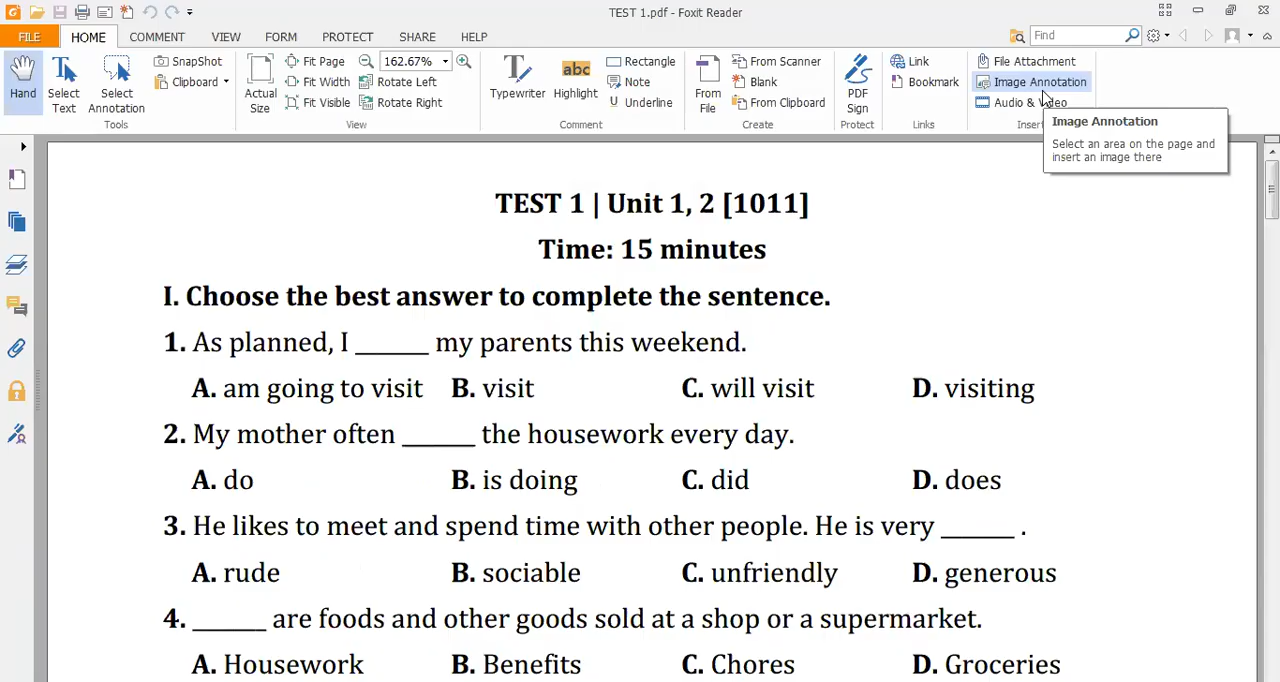 TEST 1.pdf - Foxit Reader
FILE HOME COMMENT VIEW FORM PROTECT SHARE HELP Find
Hand
Select Text
Select Annotation
SnapShot
Clipboard
Tools
Actual Size
Fit Page
Fit Width
Fit Visible
162.67%
Rotate Left
Rotate Right
View
Typewriter
Highlight
Rectangle
Note
Underline
Comment
From File
From Scanner
Blank
From Clipboard
Create
PDF Sign
Protect
Link
Bookmark
Links
File Attachment
Image Annotation
Audio & Video
Insert
Image Annotation
Select an area on the page and
insert an image there
TEST 1 | Unit 1, 2 [1011]
Time: 15 minutes
I. Choose the best answer to complete the sentence.
1. As planned, I ______ my parents this weekend.
A. am going to visit B. visit C. will visit D. visiting
2. My mother often ______ the housework every day.
A. do B. is doing C. did D. does
3. He likes to meet and spend time with other people. He is very ______ .
A. rude B. sociable C. unfriendly D. generous
4. ______ are foods and other goods sold at a shop or a supermarket.
A. Housework B. Benefits C. Chores D. Groceries